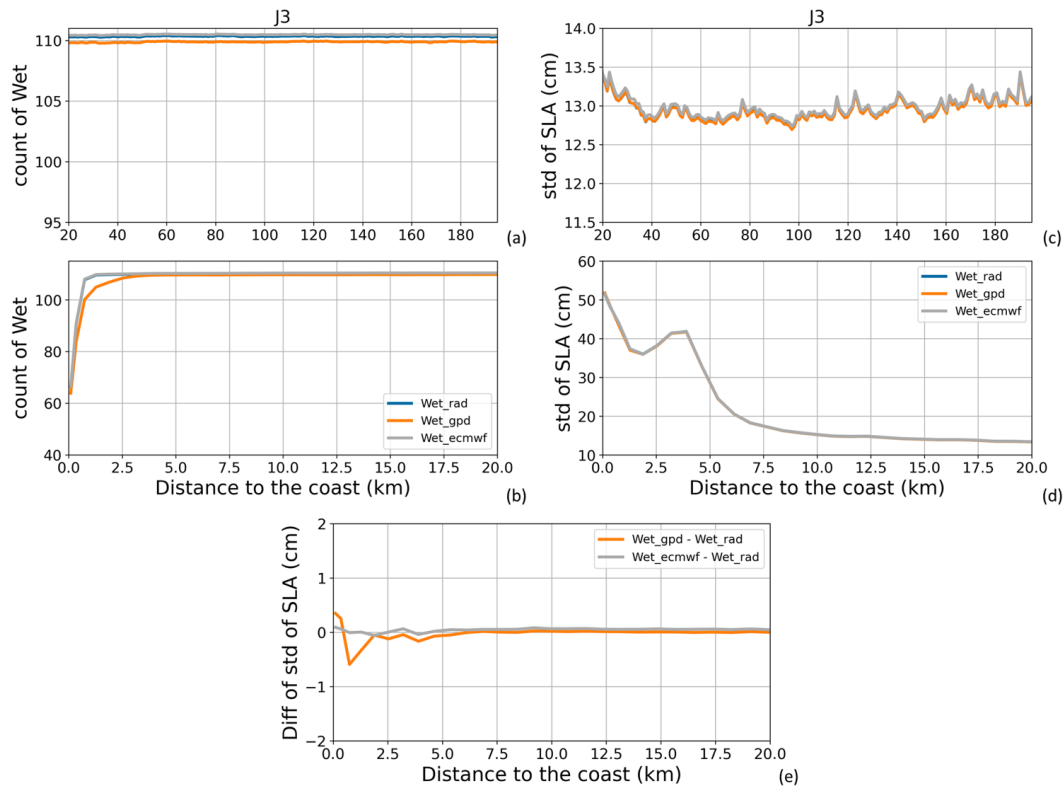 J3
count of Wet
110
105
100
95
20 40 60 80 100 120 140 160 180
(a)
J3
std of SLA (cm)
14.0
13.5
13.0
12.5
12.0
11.5
20 40 60 80 100 120 140 160 180
(c)
count of Wet
100
80
60
40
Wet_rad
Wet_gpd
Wet_ecmwf
0.0 2.5 5.0 7.5 10.0 12.5 15.0 17.5 20.0
Distance to the coast (km)
(b)
std of SLA (cm)
60
50
40
30
20
10
Wet_rad
Wet_gpd
Wet_ecmwf
0.0 2.5 5.0 7.5 10.0 12.5 15.0 17.5 20.0
Distance to the coast (km)
(d)
Diff of std of SLA (cm)
2
1
0
−1
−2
Wet_gpd - Wet_rad
Wet_ecmwf - Wet_rad
0.0 2.5 5.0 7.5 10.0 12.5 15.0 17.5 20.0
Distance to the coast (km)
(e)